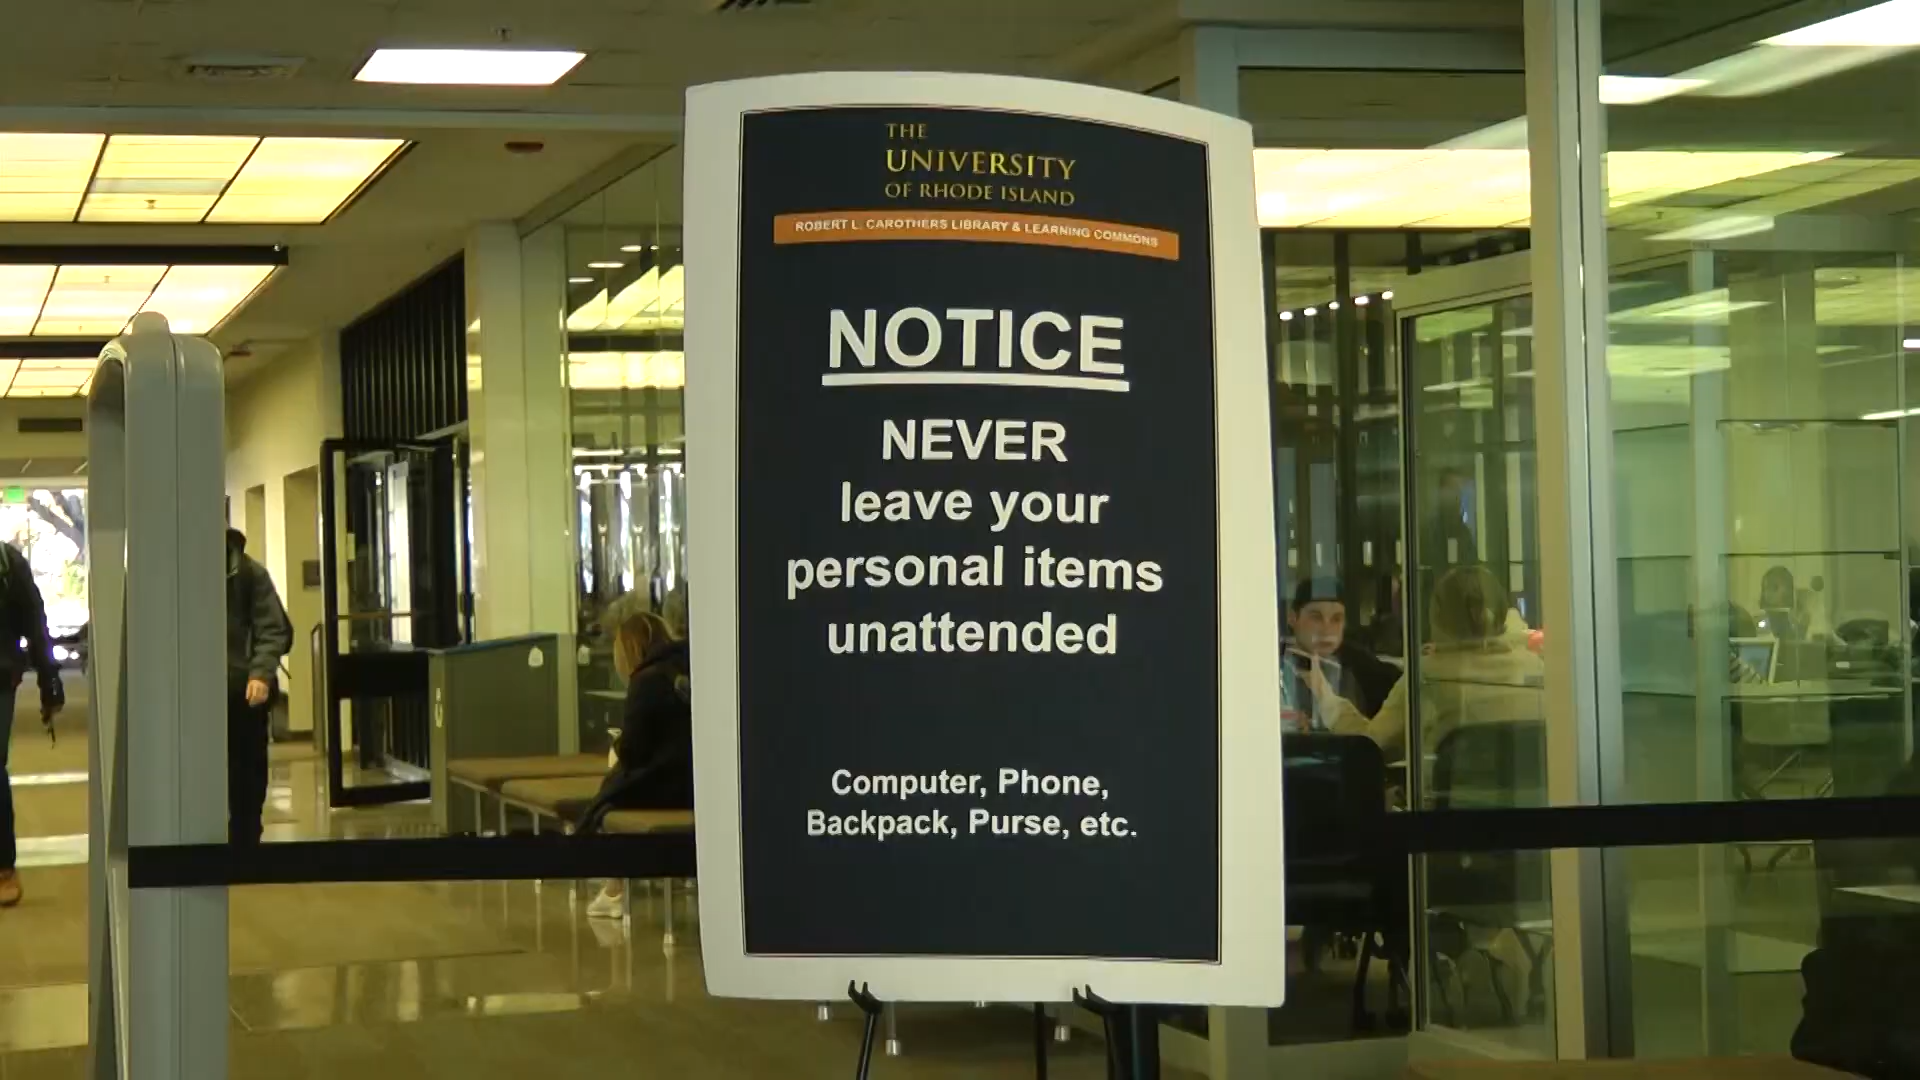 THE
UNIVERSITY
OF RHODE ISLAND
ROBERT L. CAROTHERS LIBRARY & LEARNING COMMONS
NOTICE
NEVER
leave your
personal items
unattended
Computer, Phone,
Backpack, Purse, etc.